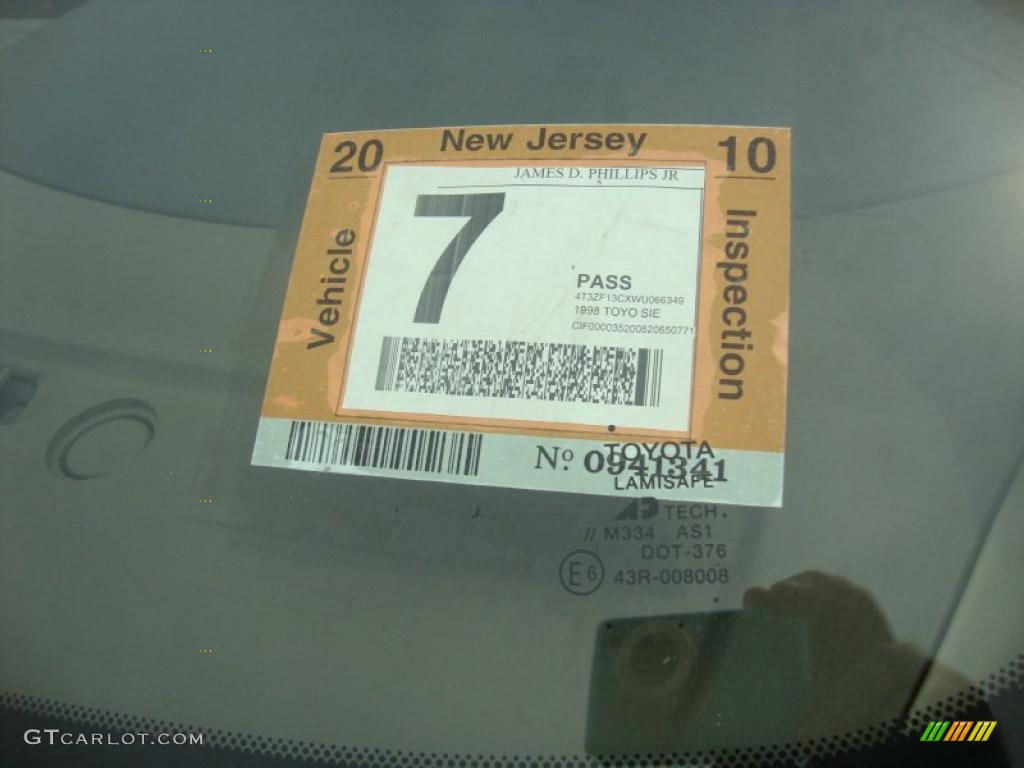 20 New Jersey 10
JAMES D. PHILLIPS JR
Vehicle
7
Inspection
PASS
4T3ZF13CXWU066349
1998 TOYO SIE
CIF000035200820650771
Nº 0941341
TOYOTA
LAMISAFE
AP TECH.
// M334 AS1
DOT-376
E6 43R-008008
GTCARLOT.COM